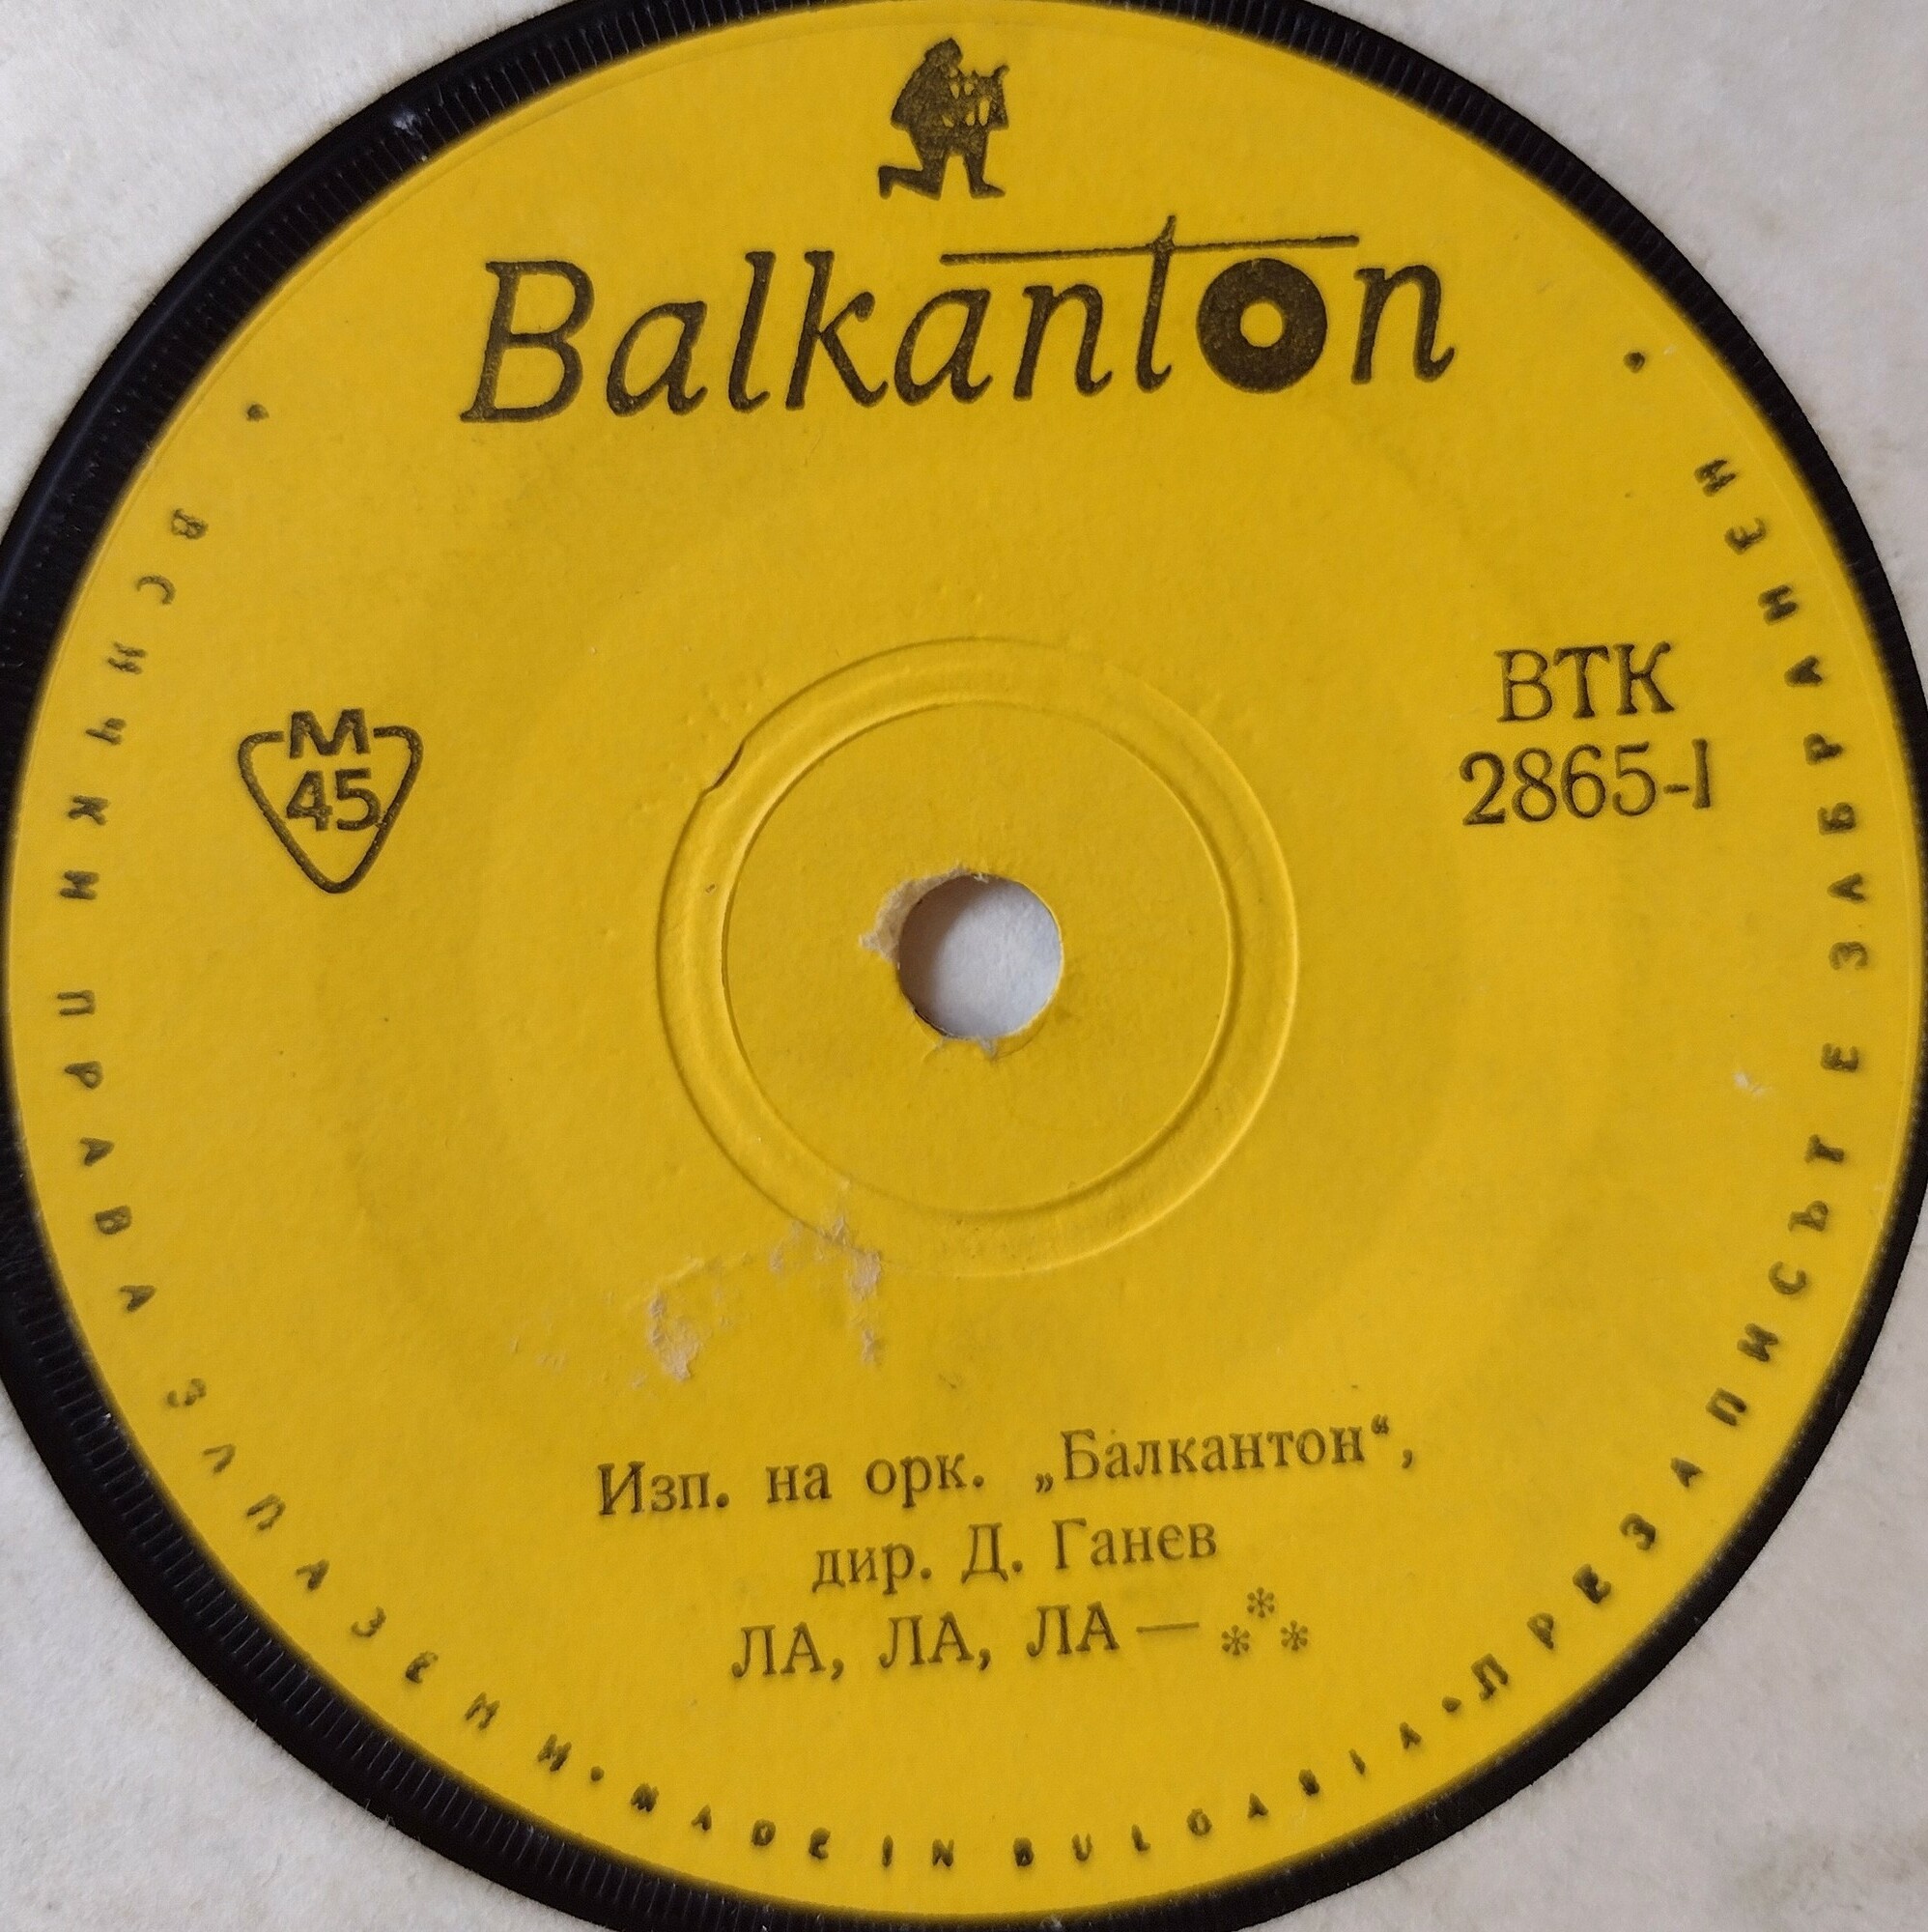 Balkanton
М
45
ВТК
2865-I
Изп. на орк. „Балкантон“,
дир. Д. Ганев
ЛА, ЛА, ЛА — ***
• ВСИЧКИ ПРАВА ЗАПАЗЕНИ • MADE IN BULGARIA • ПРЕЗАПИСЪТ Е ЗАБРАНЕН •